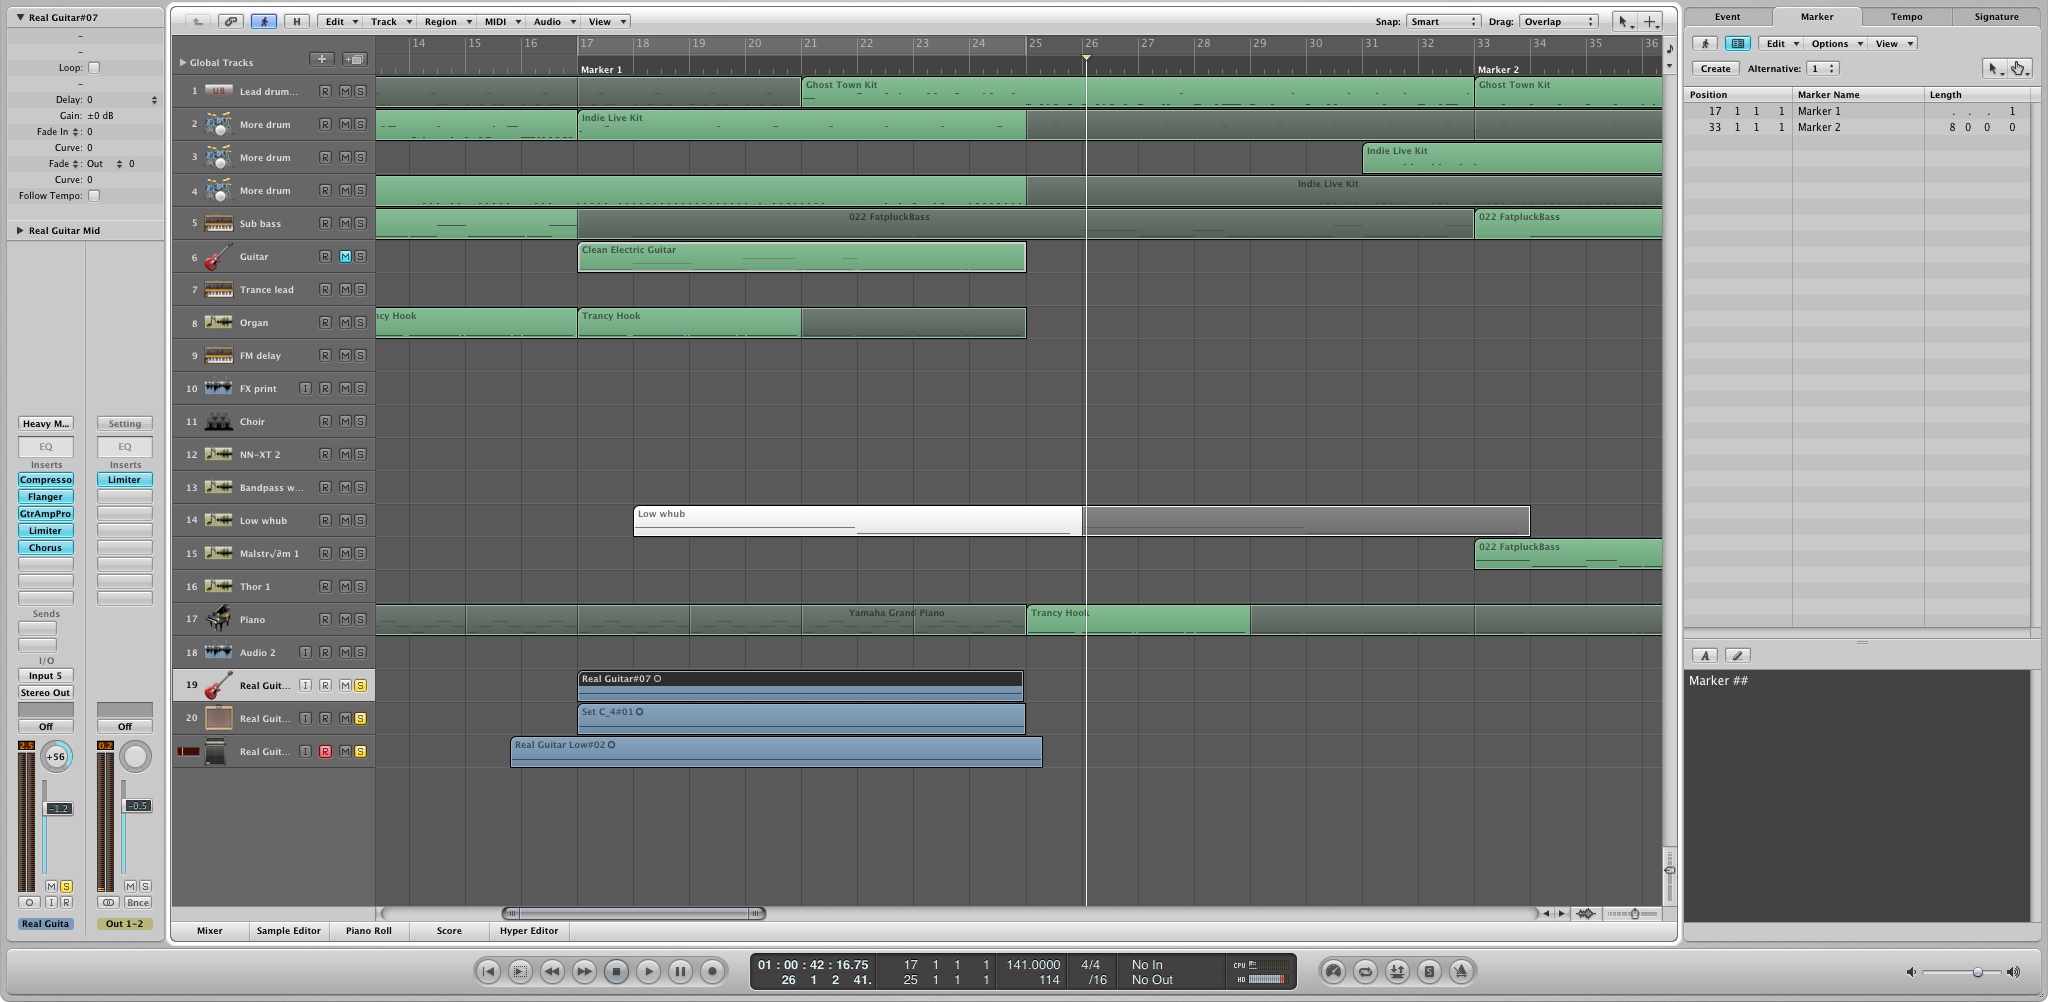 Real Guitar#07
–
–
Loop:
–
Delay: 0
Gain: ±0 dB
Fade In : 0
Curve: 0
Fade : Out 0
Curve: 0
Follow Tempo:
Real Guitar Mid
Heavy M... Setting
EQ EQ
Inserts Inserts
Compresso Limiter
Flanger
GtrAmpPro
Limiter
Chorus
Sends
I/O
Input 5
Stereo Out
Off Off
2.5 +56 0.2
-1.2 -0.5
M S M S
I R Bnce
Real Guita Out 1-2
H Edit Track Region MIDI Audio View Snap: Smart Drag: Overlap
14 15 16 17 18 19 20 21 22 23 24 25 26 27 28 29 30 31 32 33 34 35 36
Global Tracks
Marker 1 Marker 2
1 US Lead drum... R M S Ghost Town Kit Ghost Town Kit
2 More drum R M S Indie Live Kit
3 More drum R M S Indie Live Kit
4 More drum R M S Indie Live Kit
5 Sub bass R M S 022 FatpluckBass 022 FatpluckBass
6 Guitar R M S Clean Electric Guitar
7 Trance lead R M S
8 Organ R M S ncy Hook Trancy Hook
9 FM delay R M S
10 FX print I R M S
11 Choir R M S
12 NN-XT 2 R M S
13 Bandpass w... R M S
14 Low whub R M S Low whub
15 Malstr√∂m 1 R M S 022 FatpluckBass
16 Thor 1 R M S
17 Piano R M S Yamaha Grand Piano Trancy Hook
18 Audio 2 I R M S
19 Real Guit... I R M S Real Guitar#07
20 Real Guit... I R M S Set C_4#01
Real Guit... I R M S Real Guitar Low#02
Mixer Sample Editor Piano Roll Score Hyper Editor
01 : 00 : 42 : 16.75 17 1 1 1 141.0000 4/4 No In CPU
26 1 2 41. 25 1 1 1 114 /16 No Out HD
S
Event Marker Tempo Signature
Edit Options View
Create Alternative: 1
Position Marker Name Length
17 1 1 1 Marker 1 . . . 1
33 1 1 1 Marker 2 8 0 0 0
A
Marker ##